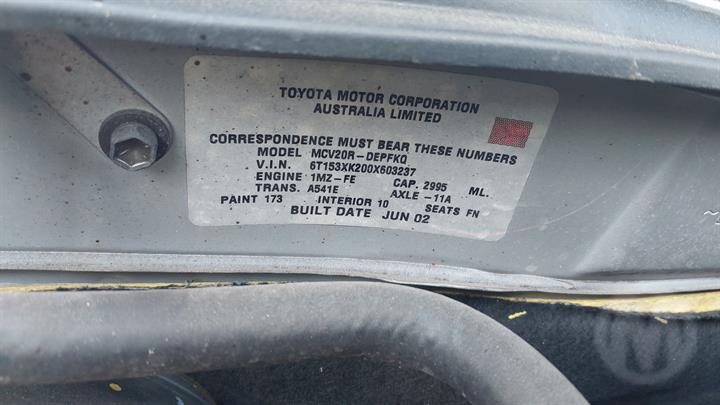 TOYOTA MOTOR CORPORATION
AUSTRALIA LIMITED
CORRESPONDENCE MUST BEAR THESE NUMBERS
MODEL MCV20R-DEPFKQ
V.I.N. 6T153XK200X603237
ENGINE 1MZ-FE CAP. 2995 ML.
TRANS. A541E AXLE -11A
PAINT 173 INTERIOR 10 SEATS FN
BUILT DATE JUN 02
M